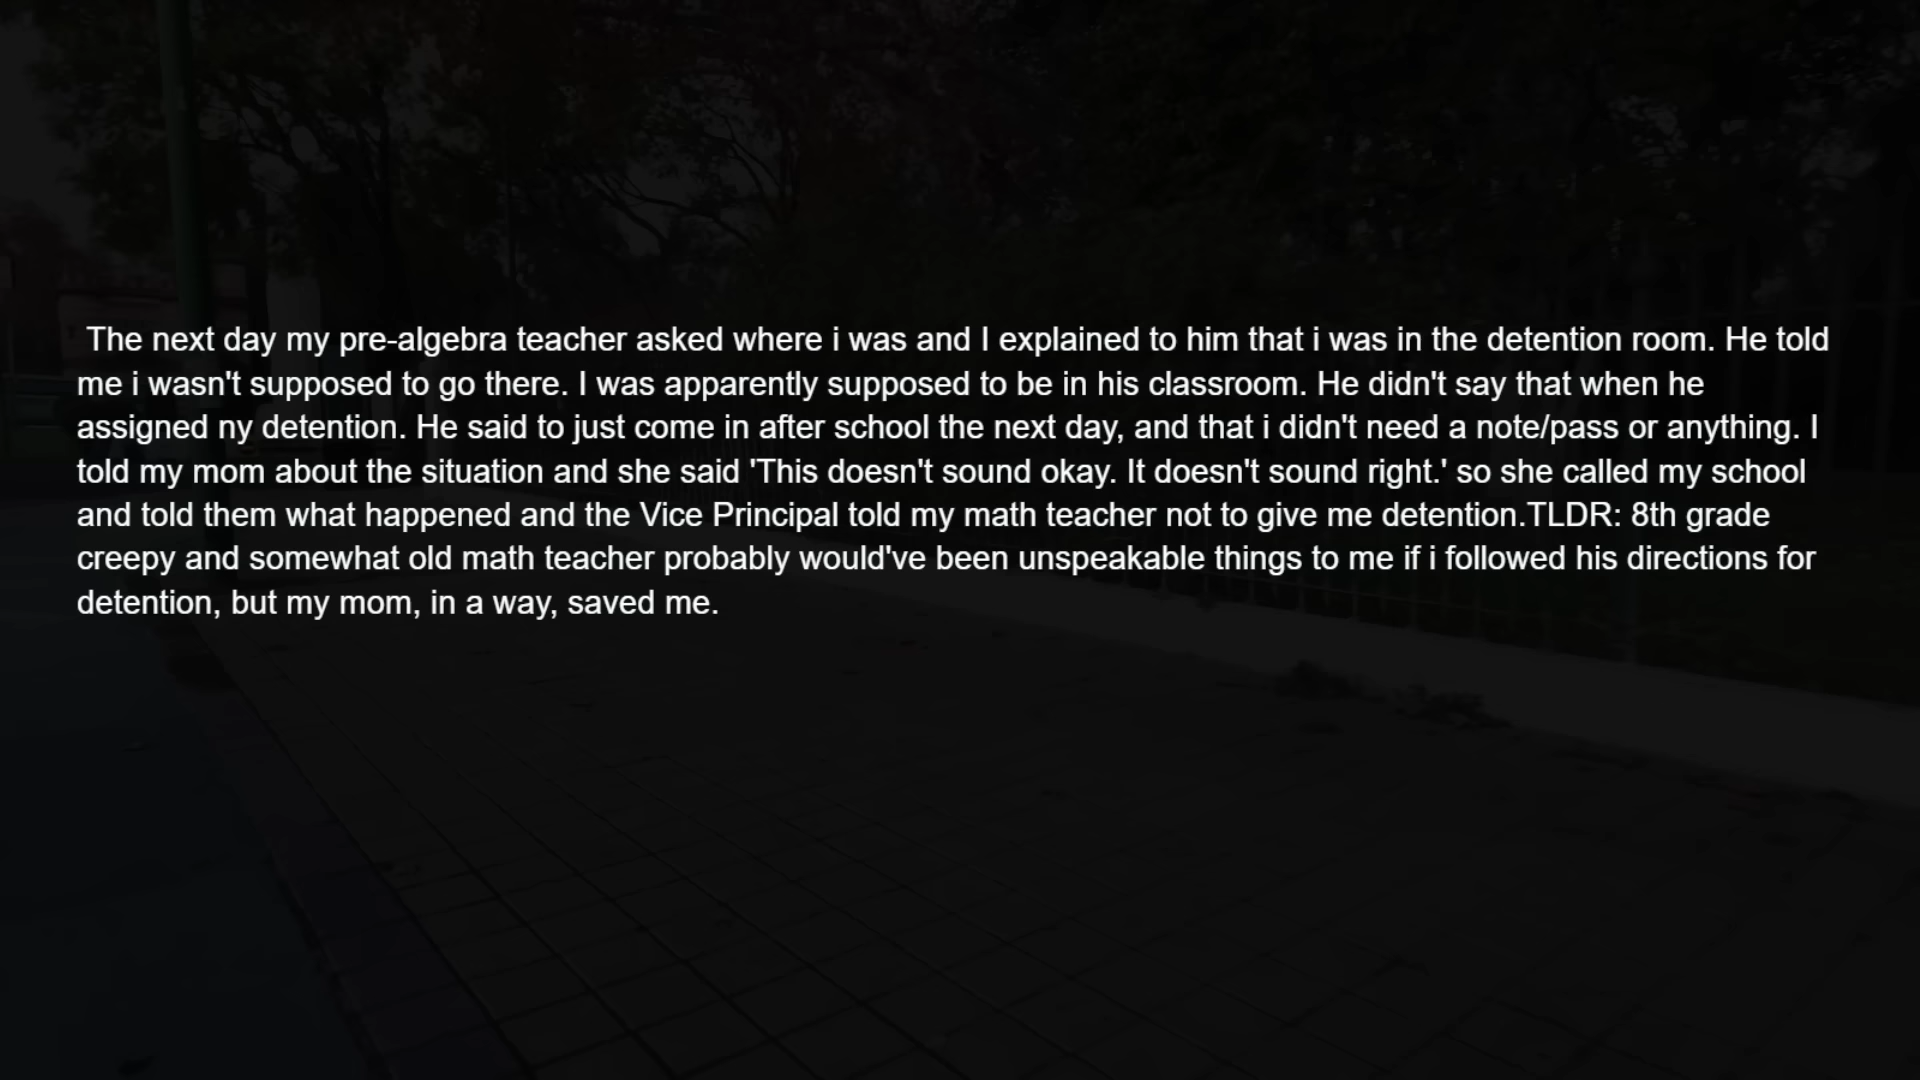 The next day my pre-algebra teacher asked where i was and I explained to him that i was in the detention room. He told
me i wasn't supposed to go there. I was apparently supposed to be in his classroom. He didn't say that when he
assigned ny detention. He said to just come in after school the next day, and that i didn't need a note/pass or anything. I
told my mom about the situation and she said 'This doesn't sound okay. It doesn't sound right.' so she called my school
and told them what happened and the Vice Principal told my math teacher not to give me detention.TLDR: 8th grade
creepy and somewhat old math teacher probably would've been unspeakable things to me if i followed his directions for
detention, but my mom, in a way, saved me.